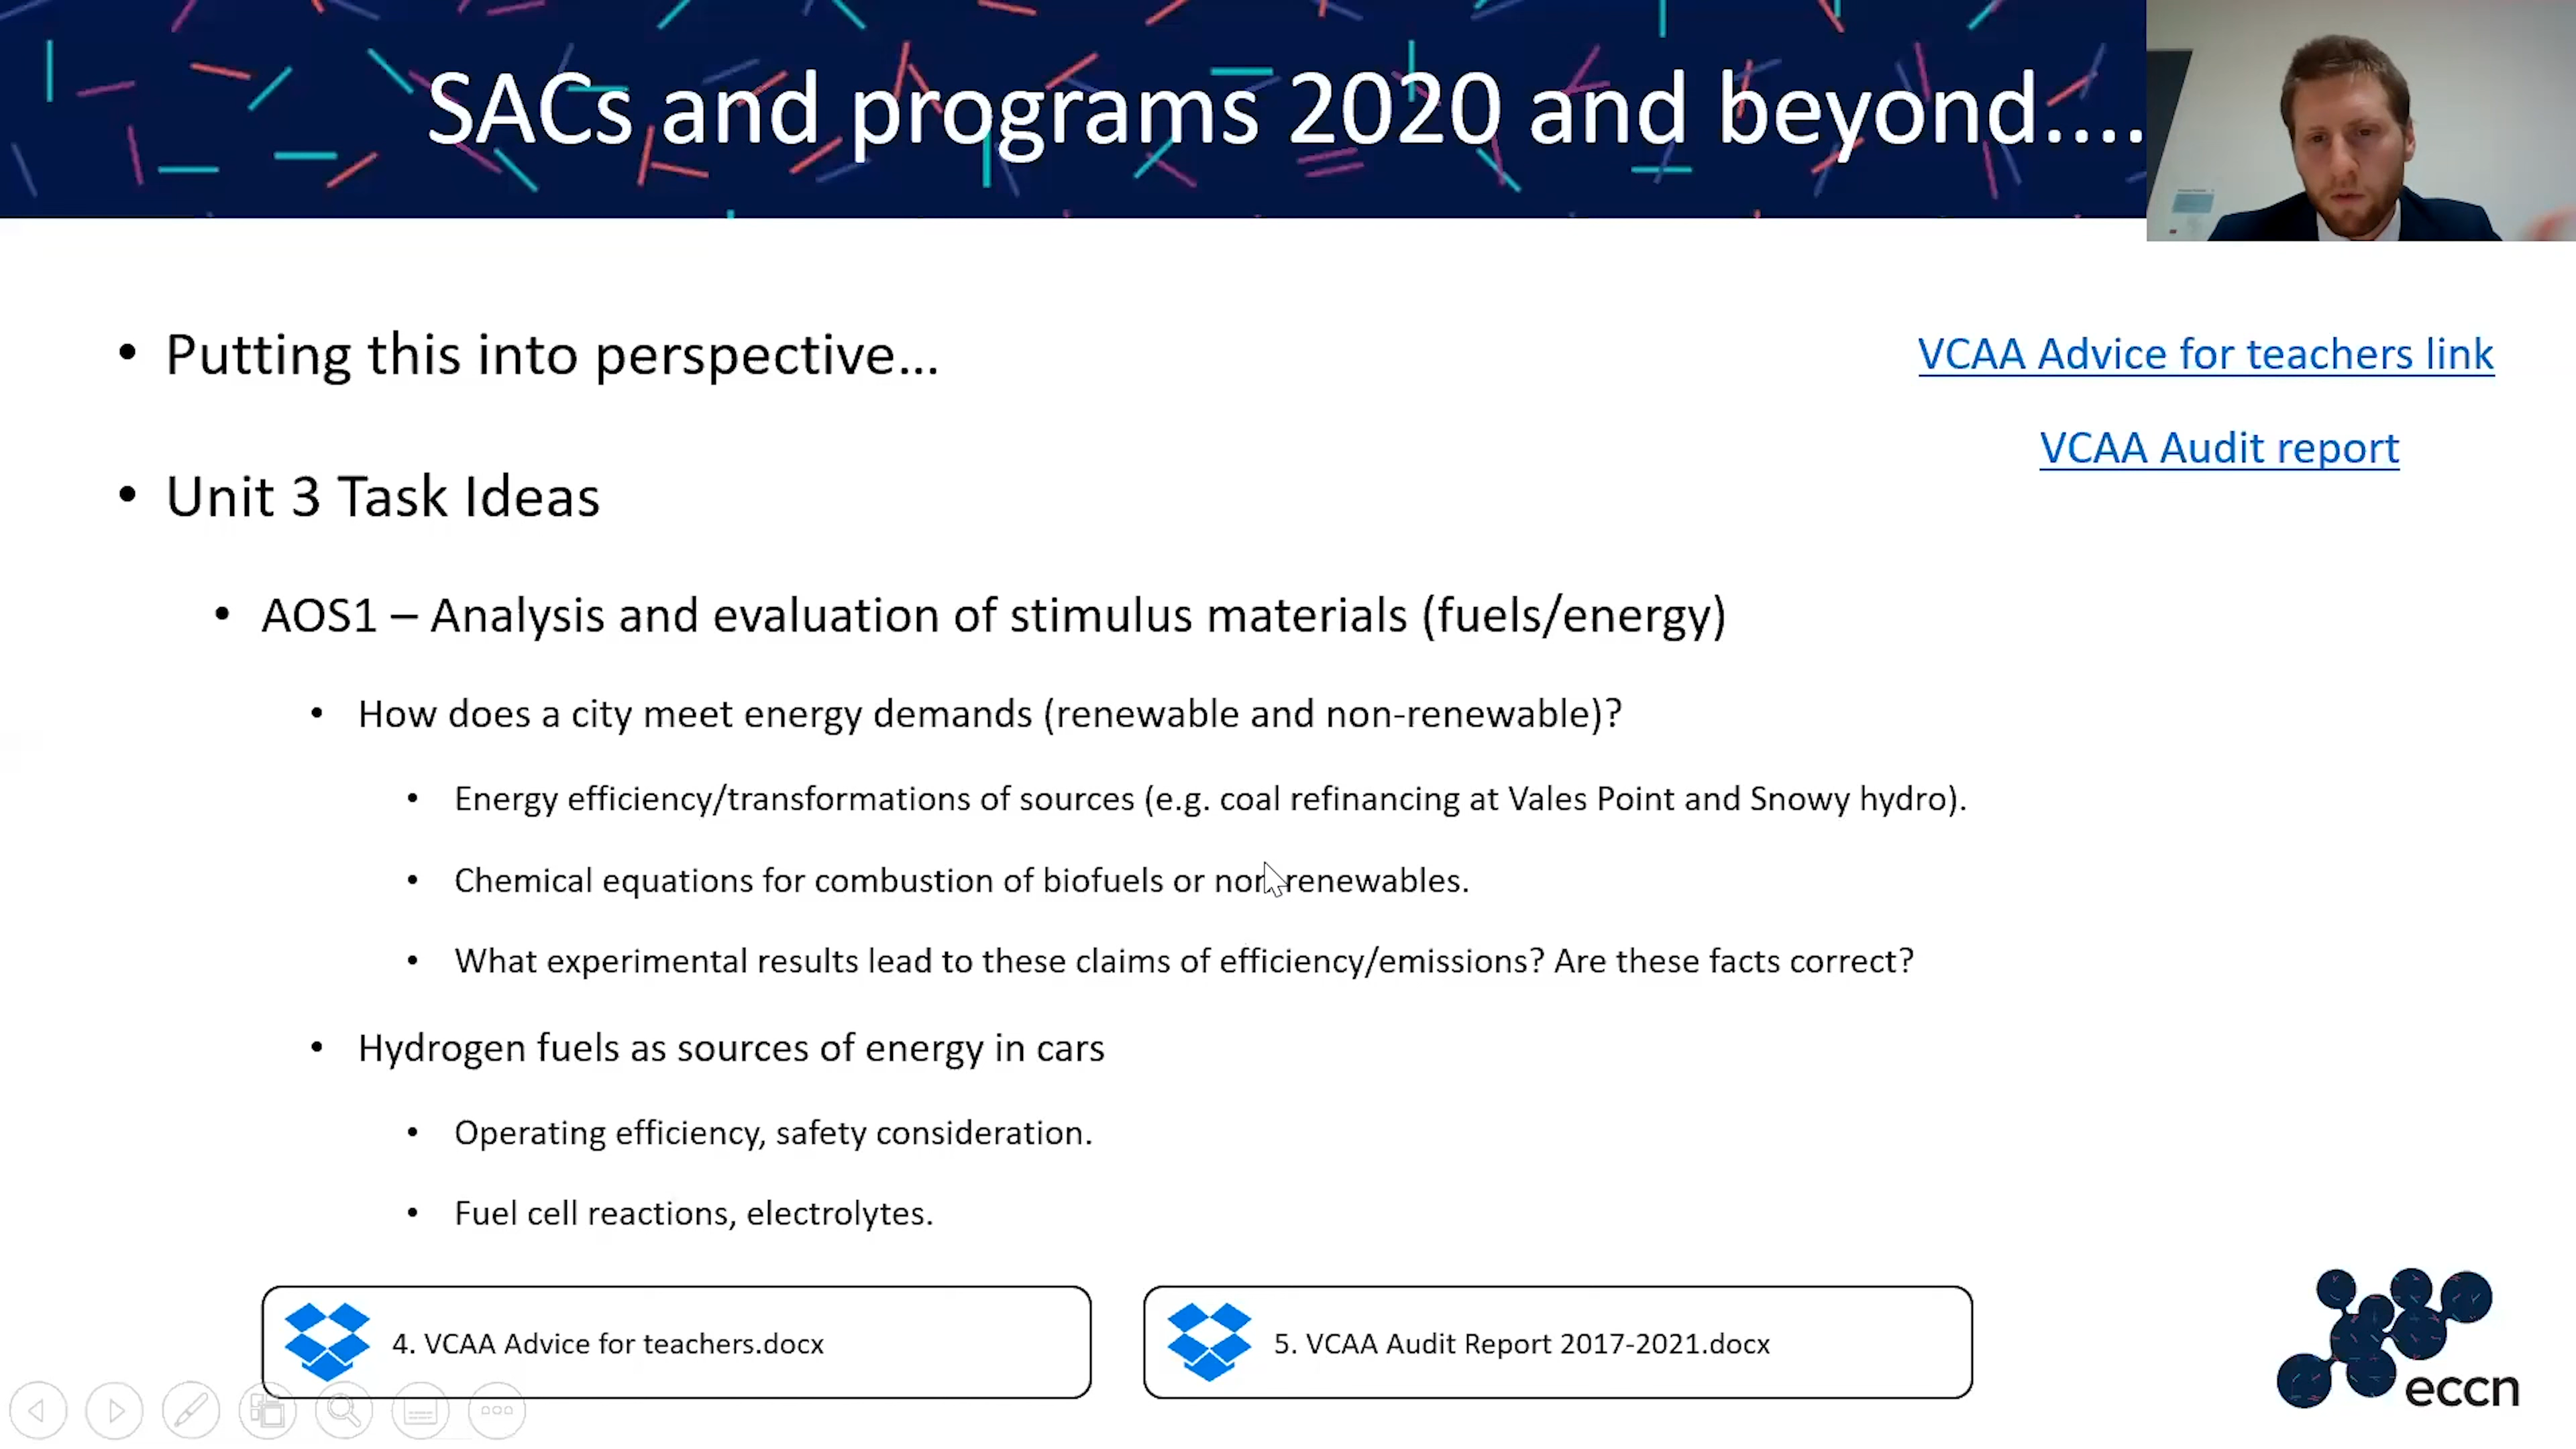 SACs and programs 2020 and beyond....
• Putting this into perspective...
VCAA Advice for teachers link
VCAA Audit report
• Unit 3 Task Ideas
• AOS1 – Analysis and evaluation of stimulus materials (fuels/energy)
• How does a city meet energy demands (renewable and non-renewable)?
• Energy efficiency/transformations of sources (e.g. coal refinancing at Vales Point and Snowy hydro).
• Chemical equations for combustion of biofuels or non-renewables.
• What experimental results lead to these claims of efficiency/emissions? Are these facts correct?
• Hydrogen fuels as sources of energy in cars
• Operating efficiency, safety consideration.
• Fuel cell reactions, electrolytes.
4. VCAA Advice for teachers.docx
5. VCAA Audit Report 2017-2021.docx
eccn